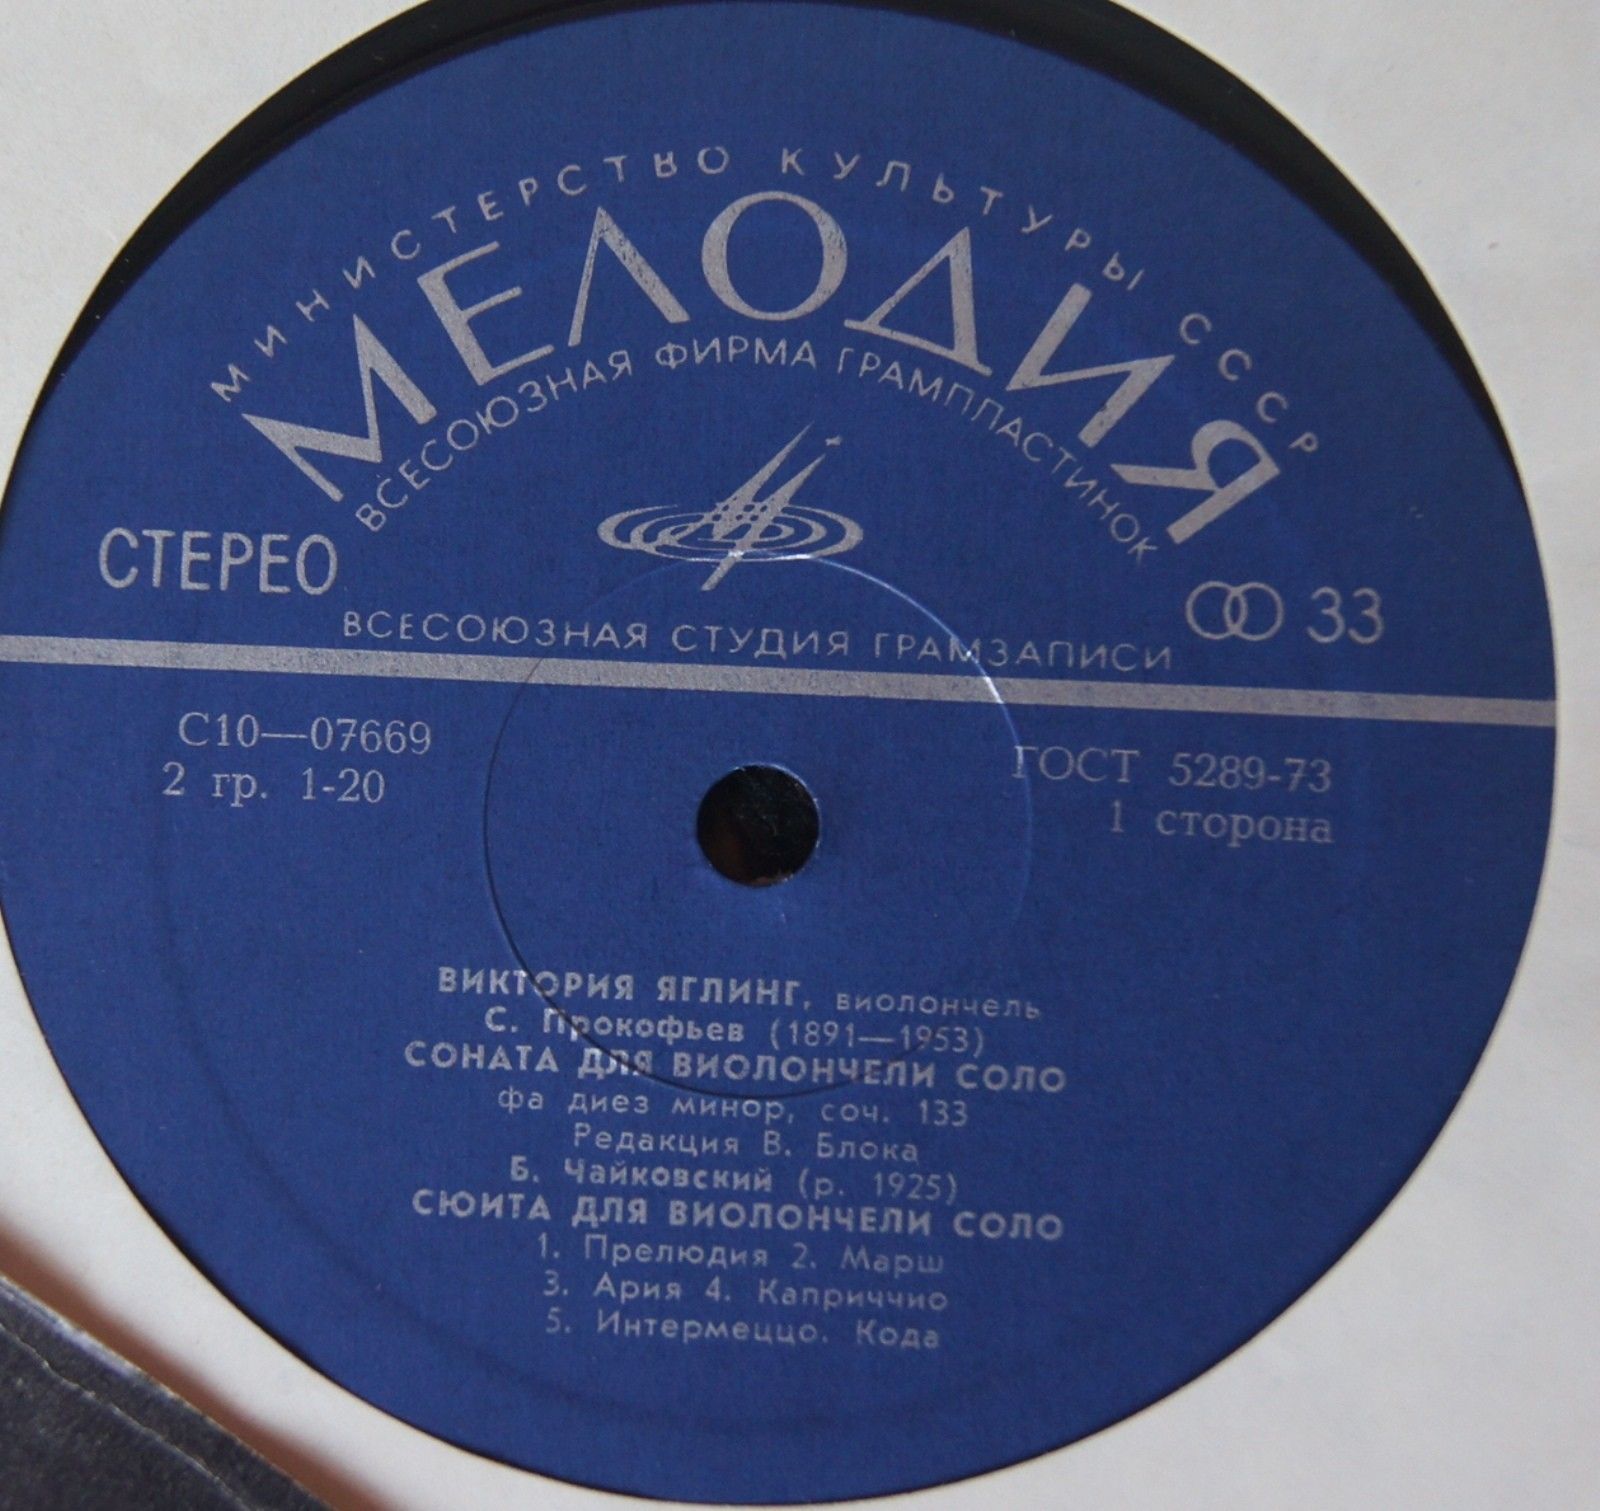 МИНИСТЕРСТВО КУЛЬТУРЫ СССР
МЕЛОДИЯ
ВСЕСОЮЗНАЯ ФИРМА ГРАМПЛАСТИНОК
СТЕРЕО
33
ВСЕСОЮЗНАЯ СТУДИЯ ГРАМЗАПИСИ
С10—07669
ГОСТ 5289-73
2 гр. 1-20
1 сторона
ВИКТОРИЯ ЯГЛИНГ, виолончель
С. Прокофьев (1891—1953)
СОНАТА ДЛЯ ВИОЛОНЧЕЛИ СОЛО
фа диез минор, соч. 133
Редакция В. Блока
Б. Чайковский (р. 1925)
СЮИТА ДЛЯ ВИОЛОНЧЕЛИ СОЛО
1. Прелюдия 2. Марш
3. Ария 4. Каприччио
5. Интермеццо. Кода